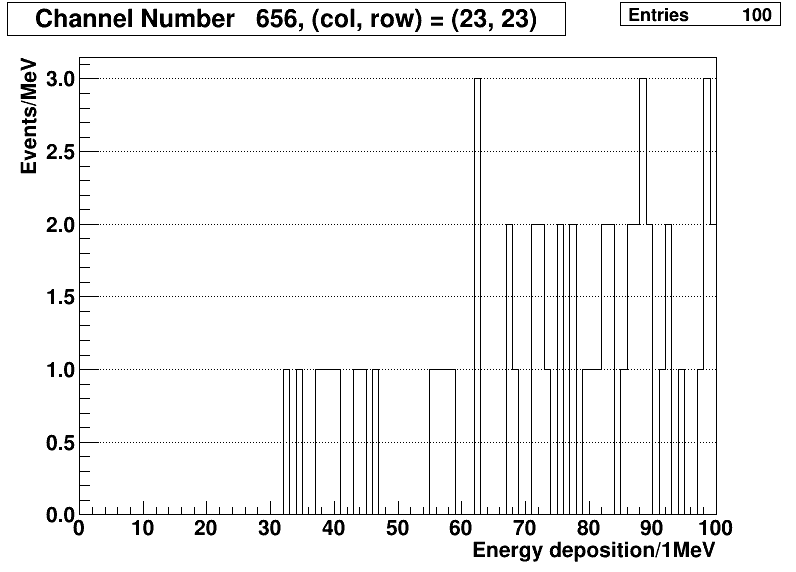 Channel Number 656, (col, row) = (23, 23)
Entries 100
Events/MeV
3.0
2.5
2.0
1.5
1.0
0.5
0.0
0 10 20 30 40 50 60 70 80 90 100
Energy deposition/1MeV